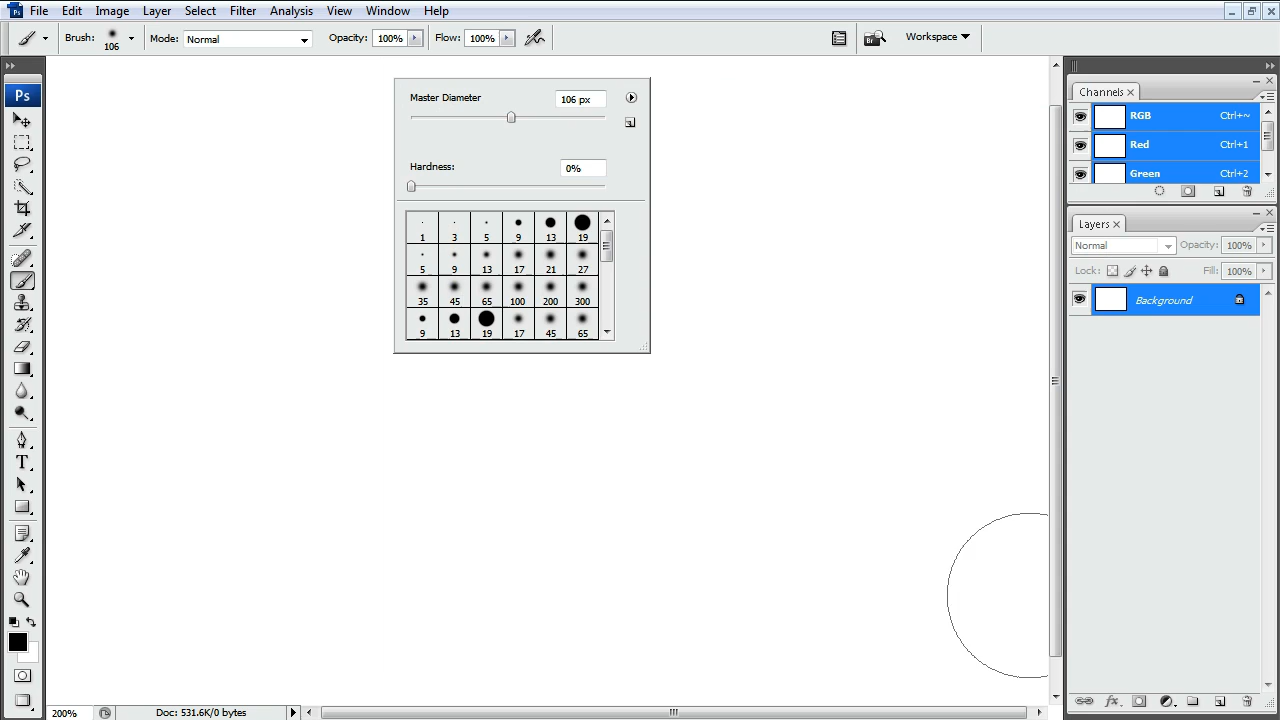 Ps File Edit Image Layer Select Filter Analysis View Window Help
Brush: 106 Mode: Normal Opacity: 100% Flow: 100% Br Workspace
Ps
Master Diameter 106 px
Hardness: 0%
1 3 5 9 13 19
5 9 13 17 21 27
35 45 65 100 200 300
9 13 19 17 45 65
T
Channels
RGB Ctrl+~
Red Ctrl+1
Green Ctrl+2
Layers
Normal Opacity: 100%
Lock: Fill: 100%
Background
fx
200% Doc: 531.6K/0 bytes